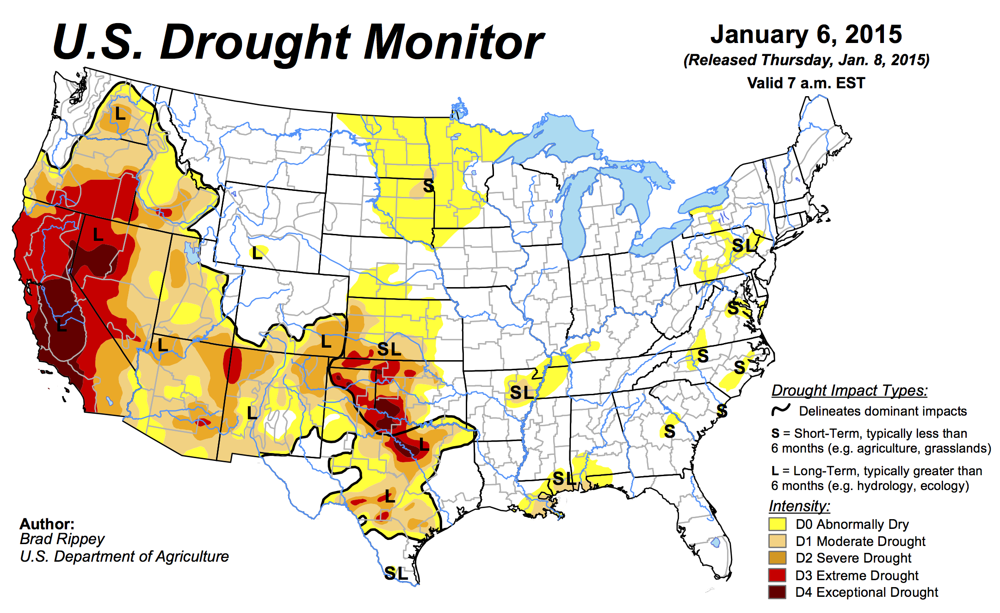 U.S. Drought Monitor
January 6, 2015
(Released Thursday, Jan. 8, 2015)
Valid 7 a.m. EST
L
S
L
L
SL
S
L
L
L
SL
S
S
SL
L
S
S
L
SL
L
SL
Drought Impact Types:
Delineates dominant impacts
S = Short-Term, typically less than
6 months (e.g. agriculture, grasslands)
L = Long-Term, typically greater than
6 months (e.g. hydrology, ecology)
Intensity:
D0 Abnormally Dry
D1 Moderate Drought
D2 Severe Drought
D3 Extreme Drought
D4 Exceptional Drought
Author:
Brad Rippey
U.S. Department of Agriculture